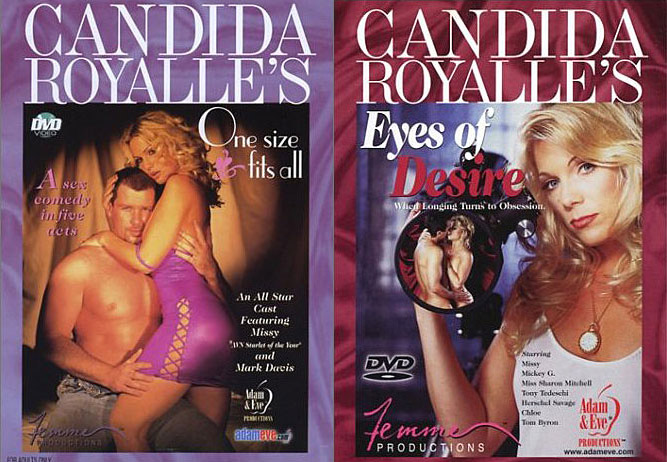 CANDIDA
ROYALLE'S
DVD
VIDEO
One size
fits all
A sex
comedy
in five
acts
An All Star
Cast
Featuring
Missy
"AVN Starlet of the Year"
and
Mark Davis
Adam
& Eve
PRODUCTIONS
Femme
PRODUCTIONS
adameve.com
FOR ADULTS ONLY
CANDIDA
ROYALLE'S
Eyes of
Desire
When Longing Turns to Obsession.
DVD
Starring
Missy
Mickey G.
Miss Sharon Mitchell
Tony Tedeschi
Herschel Savage
Chloe
Tom Byron
Adam
& Eve
PRODUCTIONS™
www.adameve.com
Femme
PRODUCTIONS